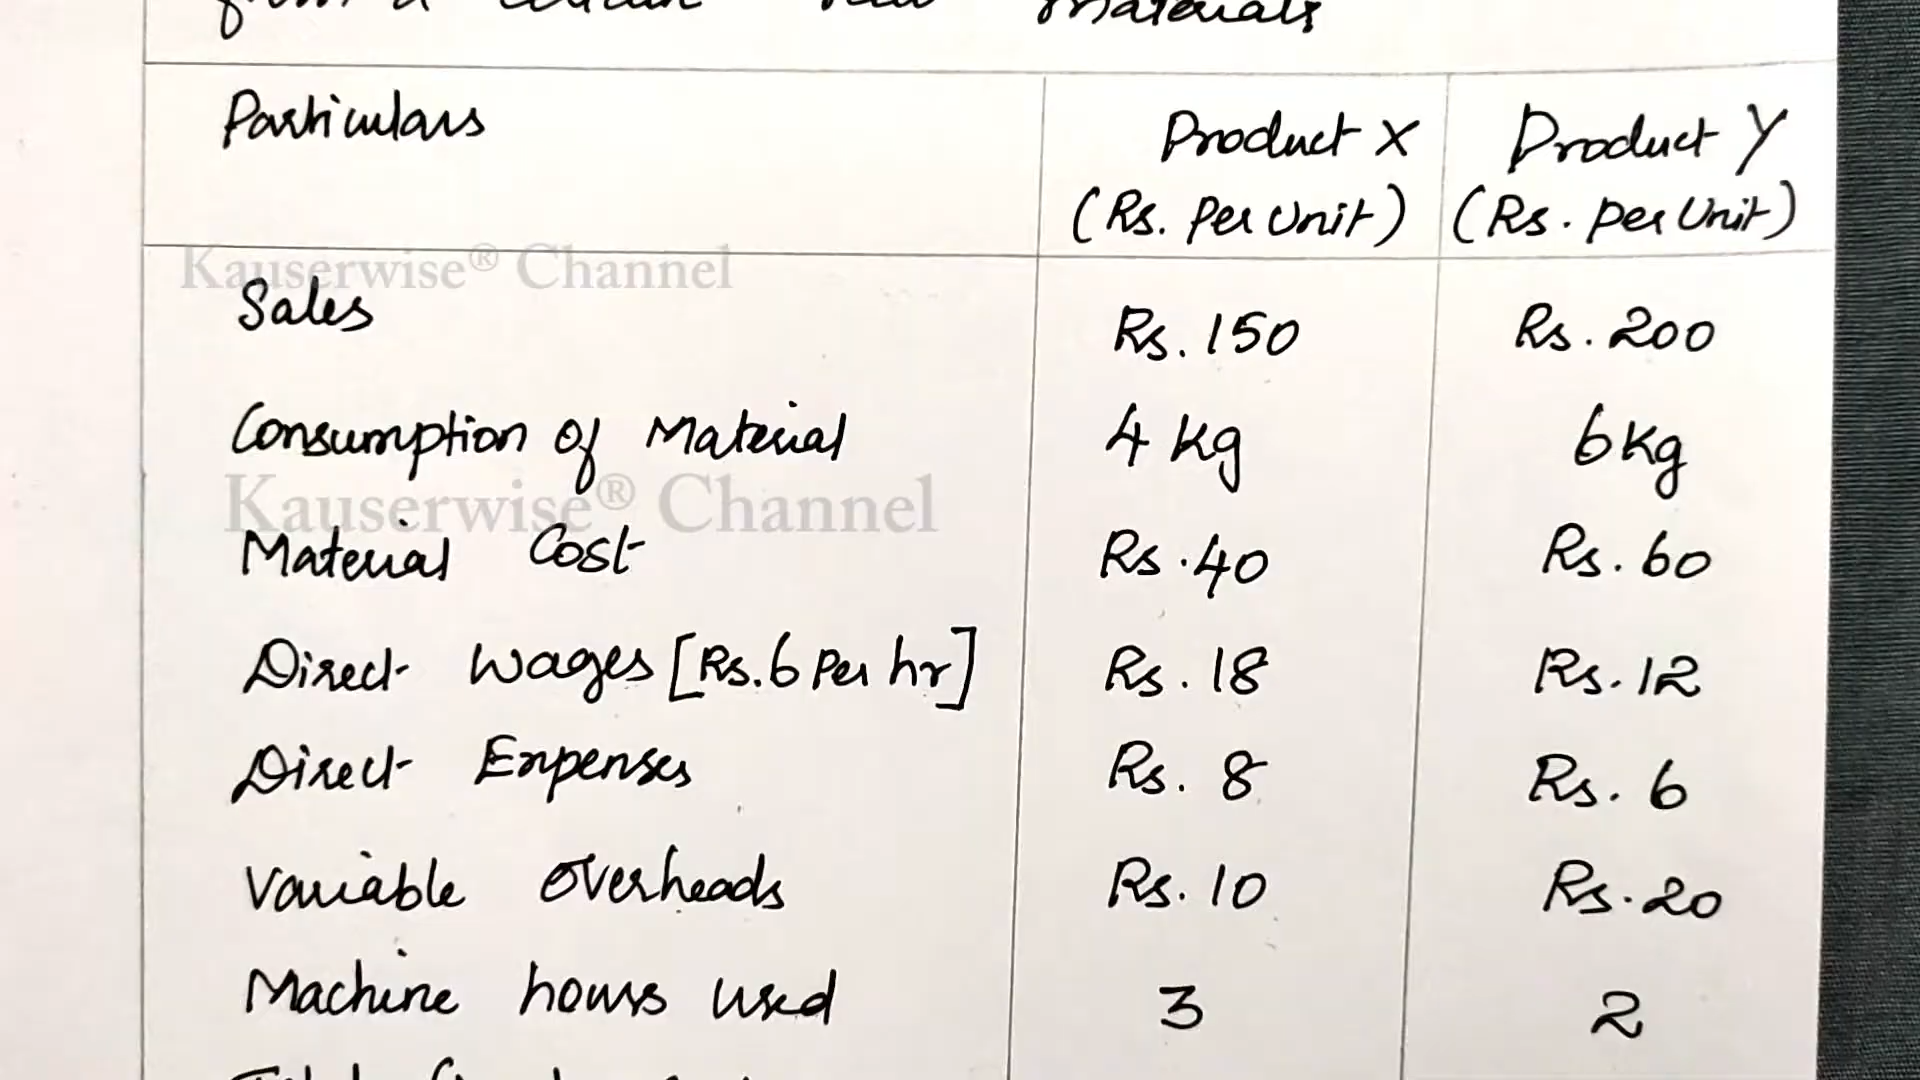 Materials
Particulars Product X Product Y
(Rs. Per Unit) (Rs. Per Unit)
Kauserwise® Channel
Sales Rs. 150 Rs. 200
Consumption of Material 4 Kg 6 Kg
Kauserwise® Channel
Material Cost Rs. 40 Rs. 60
Direct Wages [Rs. 6 Per hr] Rs. 18 Rs. 12
Direct Expenses Rs. 8 Rs. 6
Variable Overheads Rs. 10 Rs. 20
Machine hours used 3 2